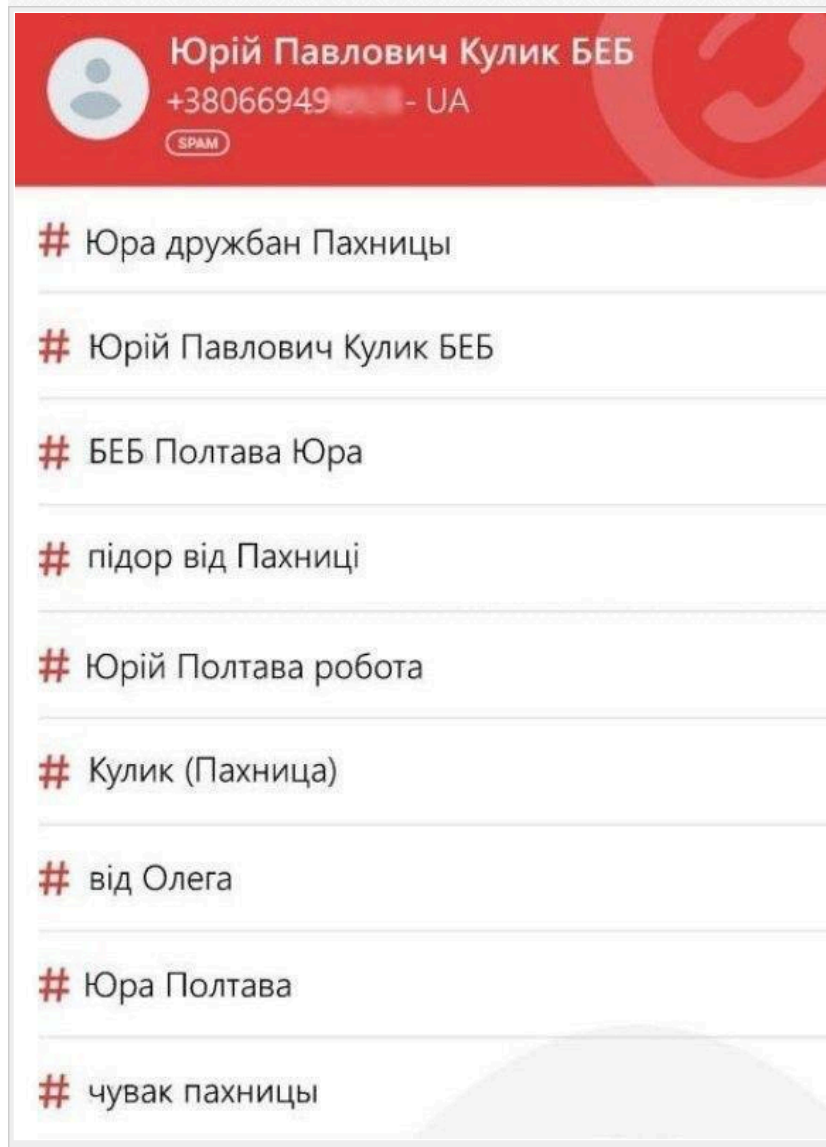 Юрій Павлович Кулик БЕБ
+38066949 - UA
SPAM
# Юра дружбан Пахницы
# Юрій Павлович Кулик БЕБ
# БЕБ Полтава Юра
# підор від Пахниці
# Юрій Полтава робота
# Кулик (Пахница)
# від Олега
# Юра Полтава
# чувак пахницы